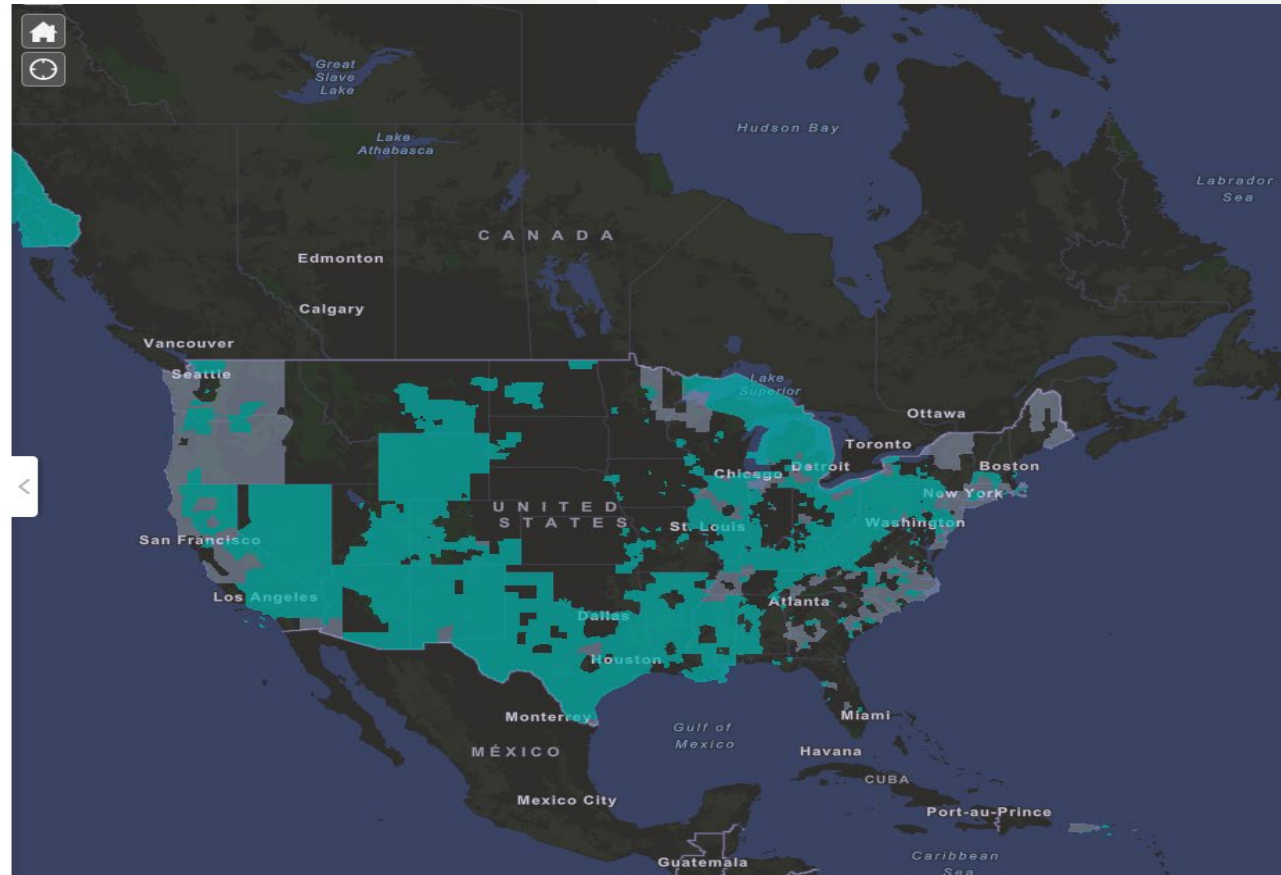 Great
Slave
Lake
Hudson Bay
Lake
Athabasca
Labrador
Sea
CANADA
Edmonton
Calgary
Vancouver
Seattle
Lake
Superior
Ottawa
Toronto
Chicago
Detroit
Boston
New York
UNITED
STATES
St. Louis
Washington
San Francisco
Los Angeles
Atlanta
Dallas
Houston
Monterrey
Miami
Gulf of
Mexico
MÉXICO
Havana
CUBA
Mexico City
Port-au-Prince
Guatemala
Caribbean
Sea